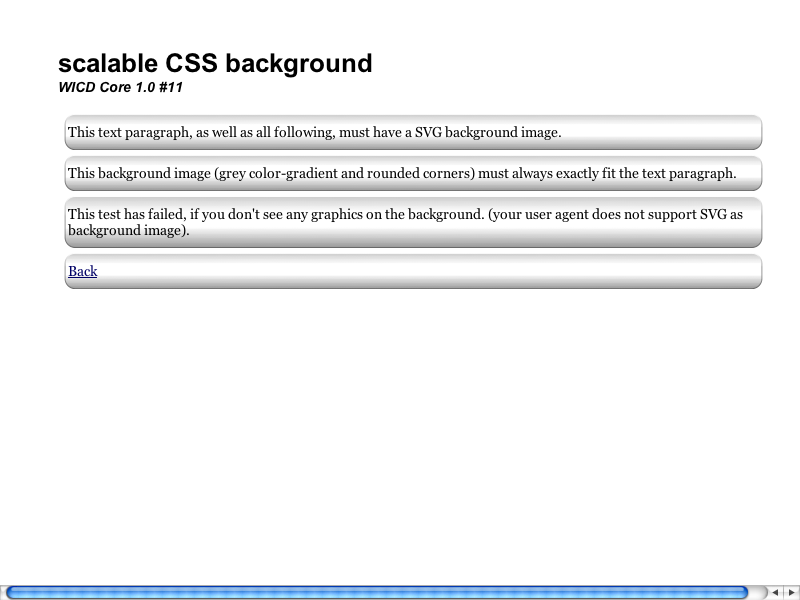 scalable CSS background
WICD Core 1.0 #11
This text paragraph, as well as all following, must have a SVG background image.
This background image (grey color-gradient and rounded corners) must always exactly fit the text paragraph.
This test has failed, if you don't see any graphics on the background. (your user agent does not support SVG as
background image).
Back